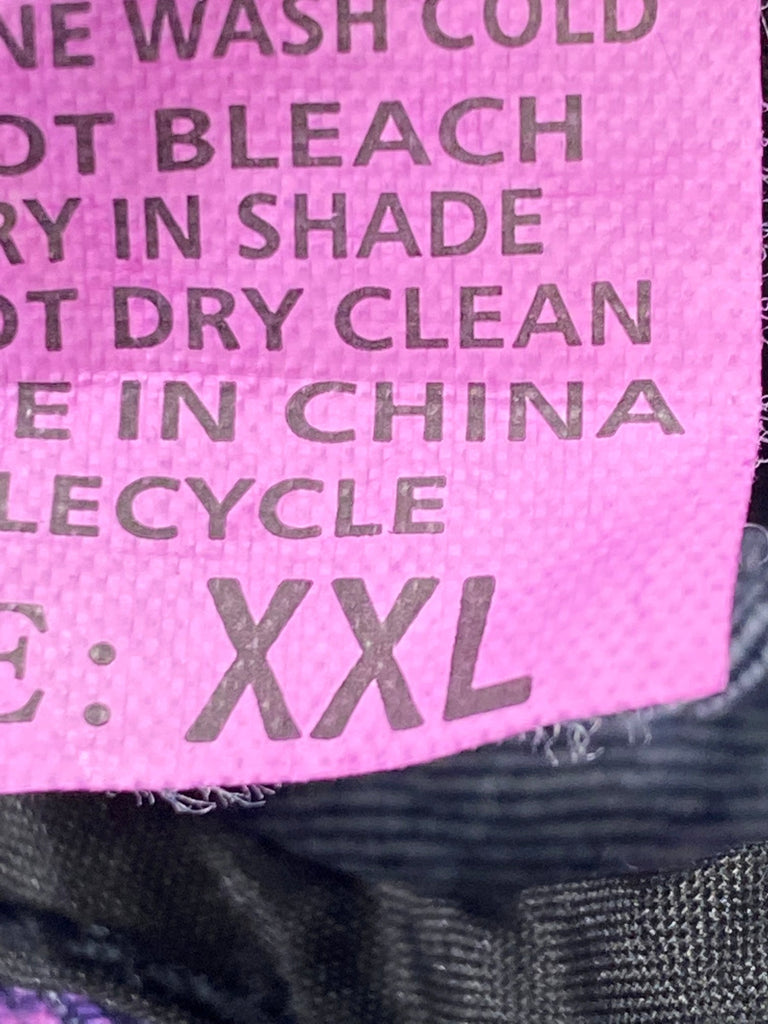 NE WASH COLD
OT BLEACH
RY IN SHADE
OT DRY CLEAN
E IN CHINA
LECYCLE
E: XXL